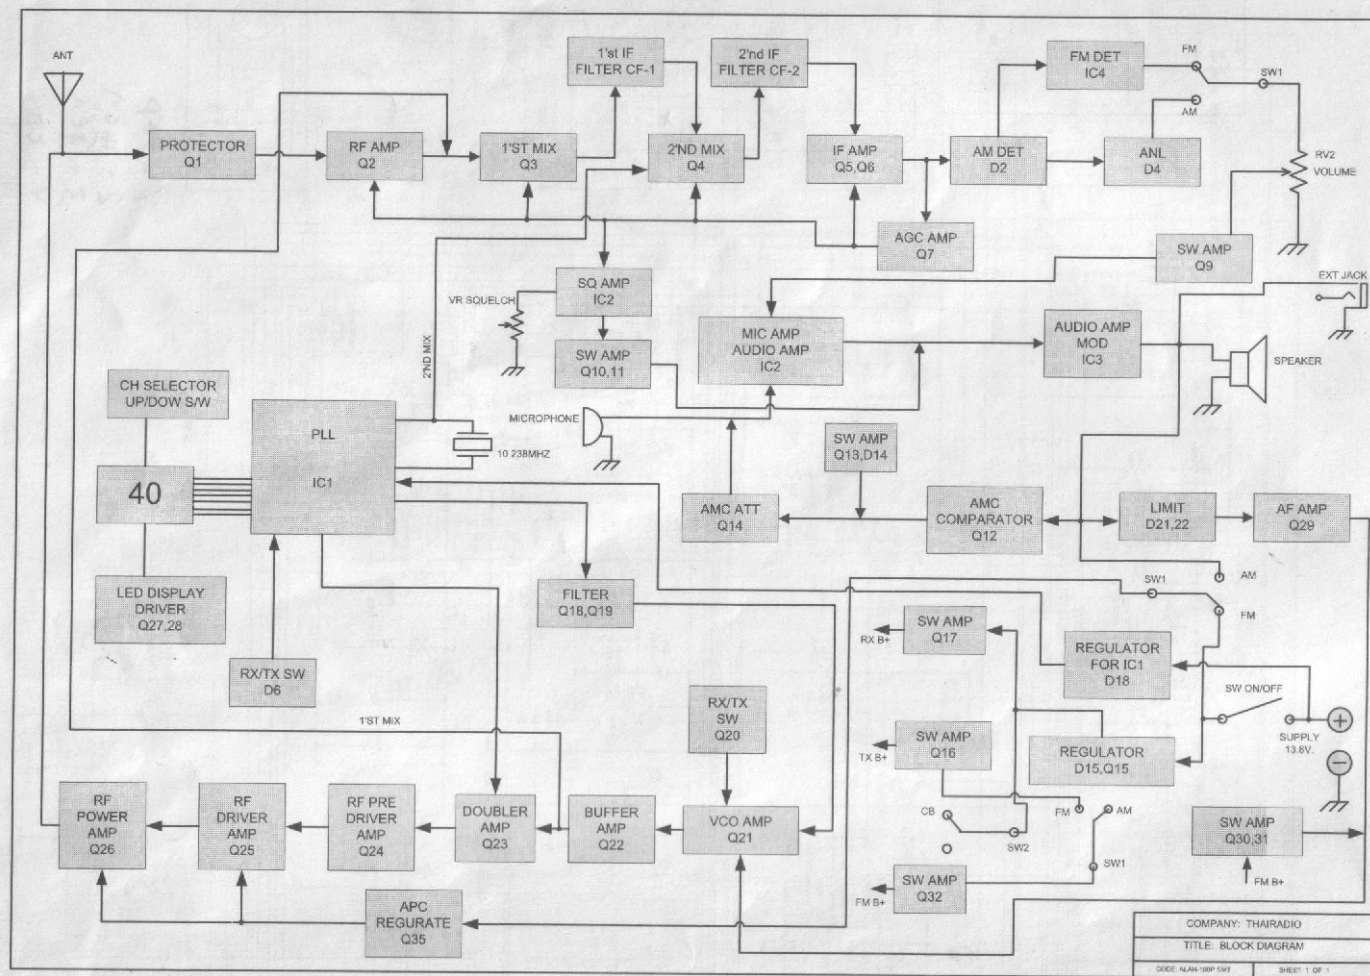 ANT
1'st IF
FILTER CF-1
2'nd IF
FILTER CF-2
FM DET
IC4
FM
SW1
AM
PROTECTOR
Q1
RF AMP
Q2
1'ST MIX
Q3
2'ND MIX
Q4
IF AMP
Q5,Q6
AM DET
D2
ANL
D4
RV2
VOLUME
AGC AMP
Q7
SW AMP
Q9
EXT JACK
SQ AMP
IC2
VR SQUELCH
SW AMP
Q10,11
MIC AMP
AUDIO AMP
IC2
AUDIO AMP
MOD
IC3
SPEAKER
2'ND MIX
CH SELECTOR
UP/DOW S/W
PLL
IC1
10.238MHZ
MICROPHONE
40
SW AMP
Q13,D14
AMC ATT
Q14
AMC
COMPARATOR
Q12
LIMIT
D21,22
AF AMP
Q29
LED DISPLAY
DRIVER
Q27,28
FILTER
Q18,Q19
SW1
AM
FM
RX B+
SW AMP
Q17
REGULATOR
FOR IC1
D18
RX/TX SW
D6
RX/TX
SW
Q20
SW ON/OFF
SUPPLY
13.8V.
1'ST MIX
TX B+
SW AMP
Q16
REGULATOR
D15,Q15
RF
POWER
AMP
Q26
RF
DRIVER
AMP
Q25
RF PRE
DRIVER
AMP
Q24
DOUBLER
AMP
Q23
BUFFER
AMP
Q22
VCO AMP
Q21
CB
SW2
FM
AM
SW1
SW AMP
Q30,31
FM B+
FM B+
SW AMP
Q32
APC
REGURATE
Q35
COMPANY: THAIRADIO
TITLE: BLOCK DIAGRAM
CODE: ALAN-100P SMT
SHEET 1 OF 1